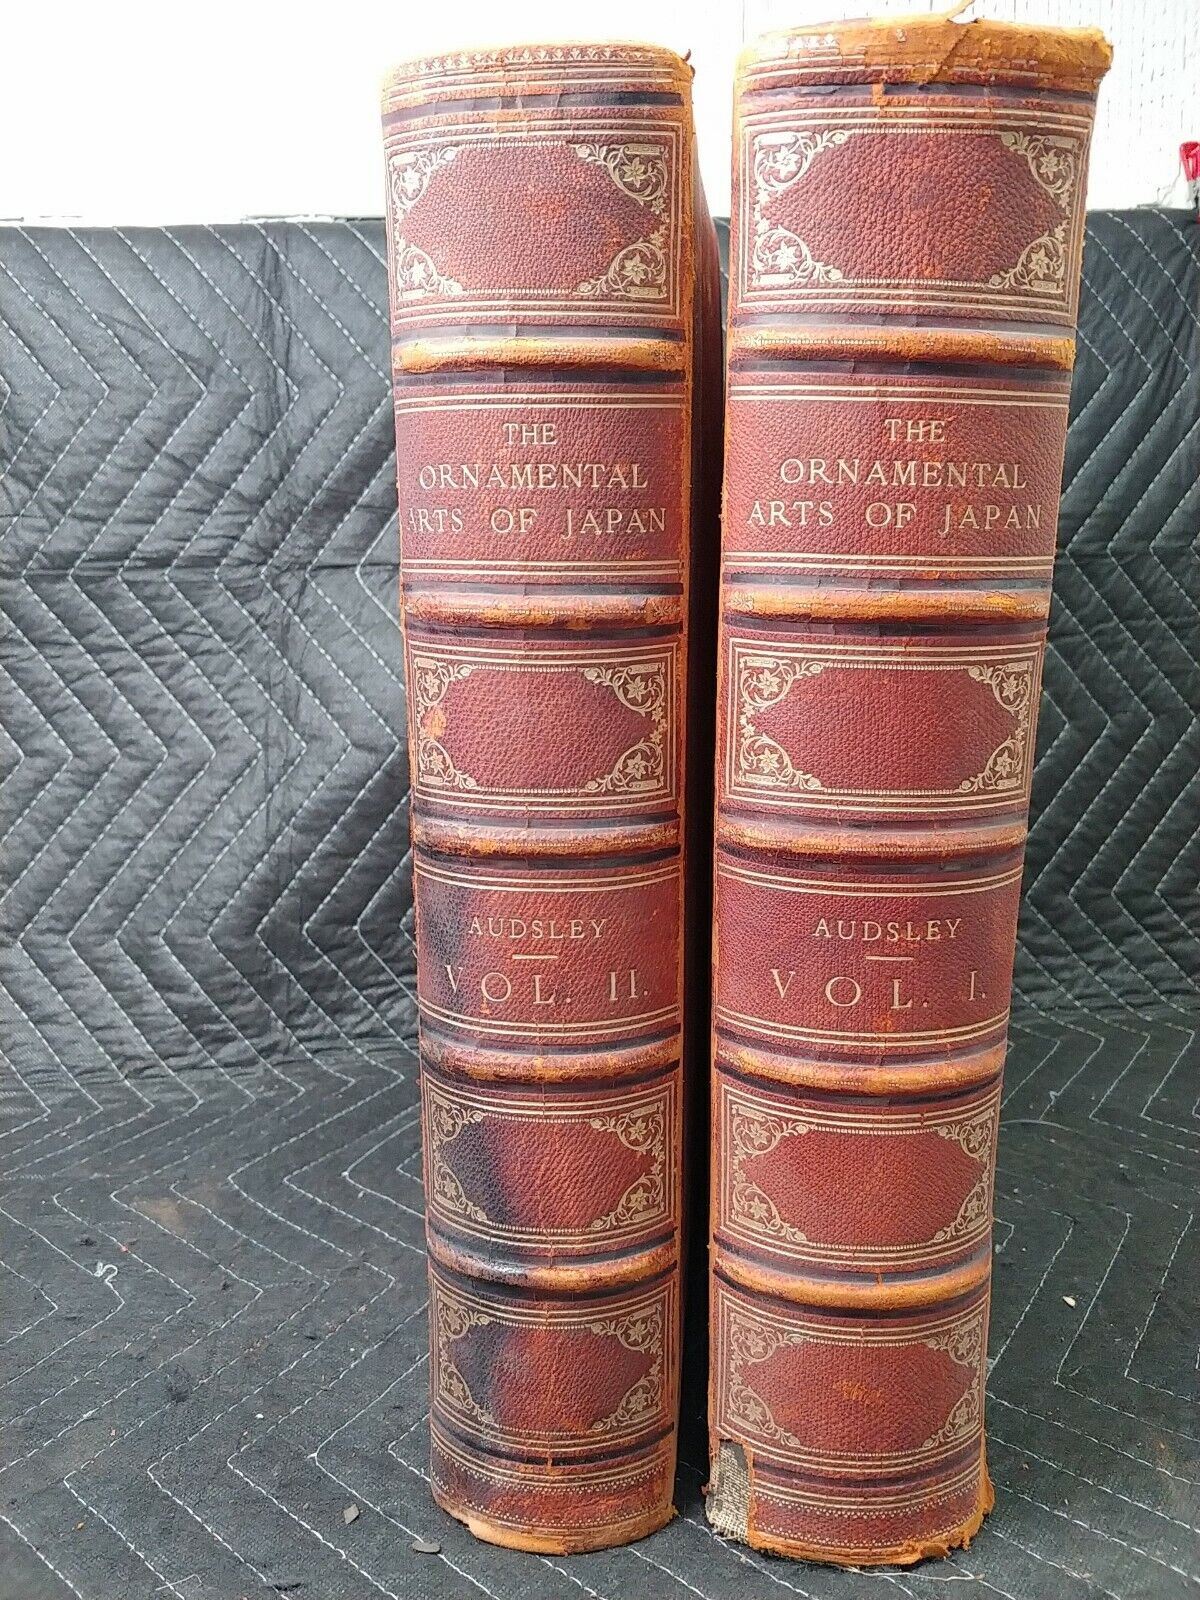 THE
ORNAMENTAL
ARTS OF JAPAN
AUDSLEY
VOL. II.
THE
ORNAMENTAL
ARTS OF JAPAN
AUDSLEY
VOL. I.